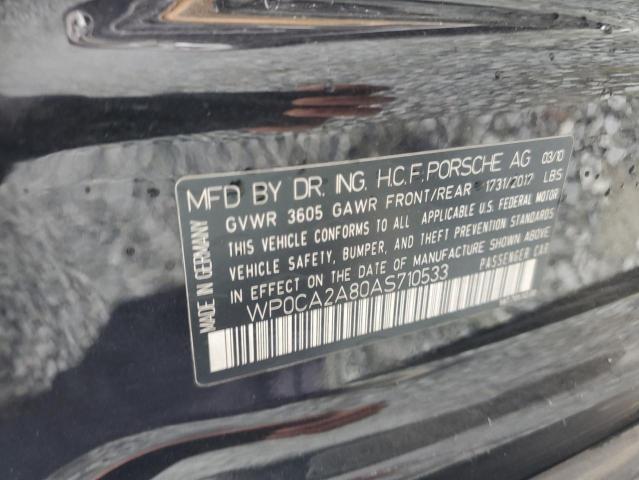 MFD BY DR. ING. H.C.F. PORSCHE AG 03/10
GVWR 3605 GAWR FRONT/REAR 1731/2017 LBS
THIS VEHICLE CONFORMS TO ALL APPLICABLE U.S. FEDERAL MOTOR
VEHICLE SAFETY, BUMPER, AND THEFT PREVENTION STANDARDS
IN EFFECT ON THE DATE OF MANUFACTURE SHOWN ABOVE
WP0CA2A80AS710533 PASSENGER CAR
MADE IN GERMANY